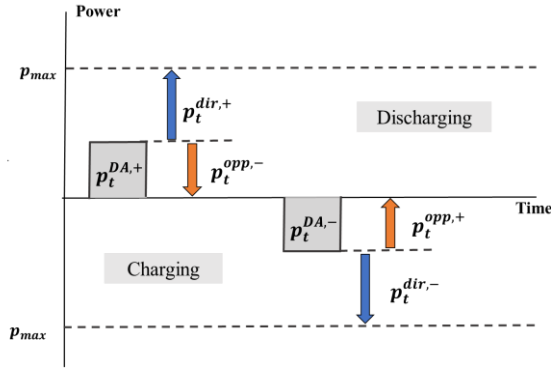 Power
p_max
p_t^{dir,+}
Discharging
p_t^{DA,+}
p_t^{opp,-}
Time
p_t^{DA,-}
p_t^{opp,+}
Charging
p_t^{dir,-}
p_max